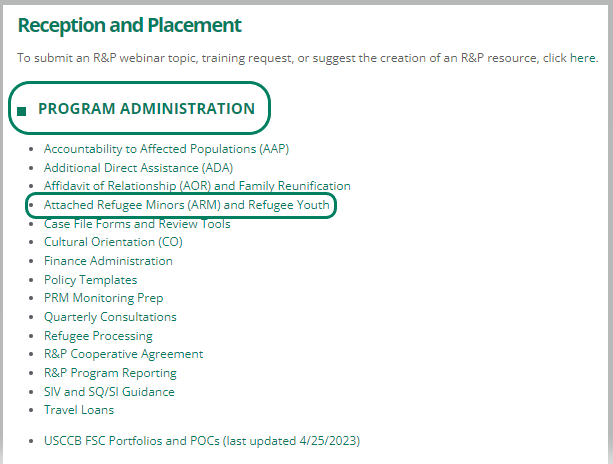 Reception and Placement
To submit an R&P webinar topic, training request, or suggest the creation of an R&P resource, click here.
PROGRAM ADMINISTRATION
Accountability to Affected Populations (AAP)
Additional Direct Assistance (ADA)
Affidavit of Relationship (AOR) and Family Reunification
Attached Refugee Minors (ARM) and Refugee Youth
Case File Forms and Review Tools
Cultural Orientation (CO)
Finance Administration
Policy Templates
PRM Monitoring Prep
Quarterly Consultations
Refugee Processing
R&P Cooperative Agreement
R&P Program Reporting
SIV and SQ/SI Guidance
Travel Loans
USCCB FSC Portfolios and POCs (last updated 4/25/2023)